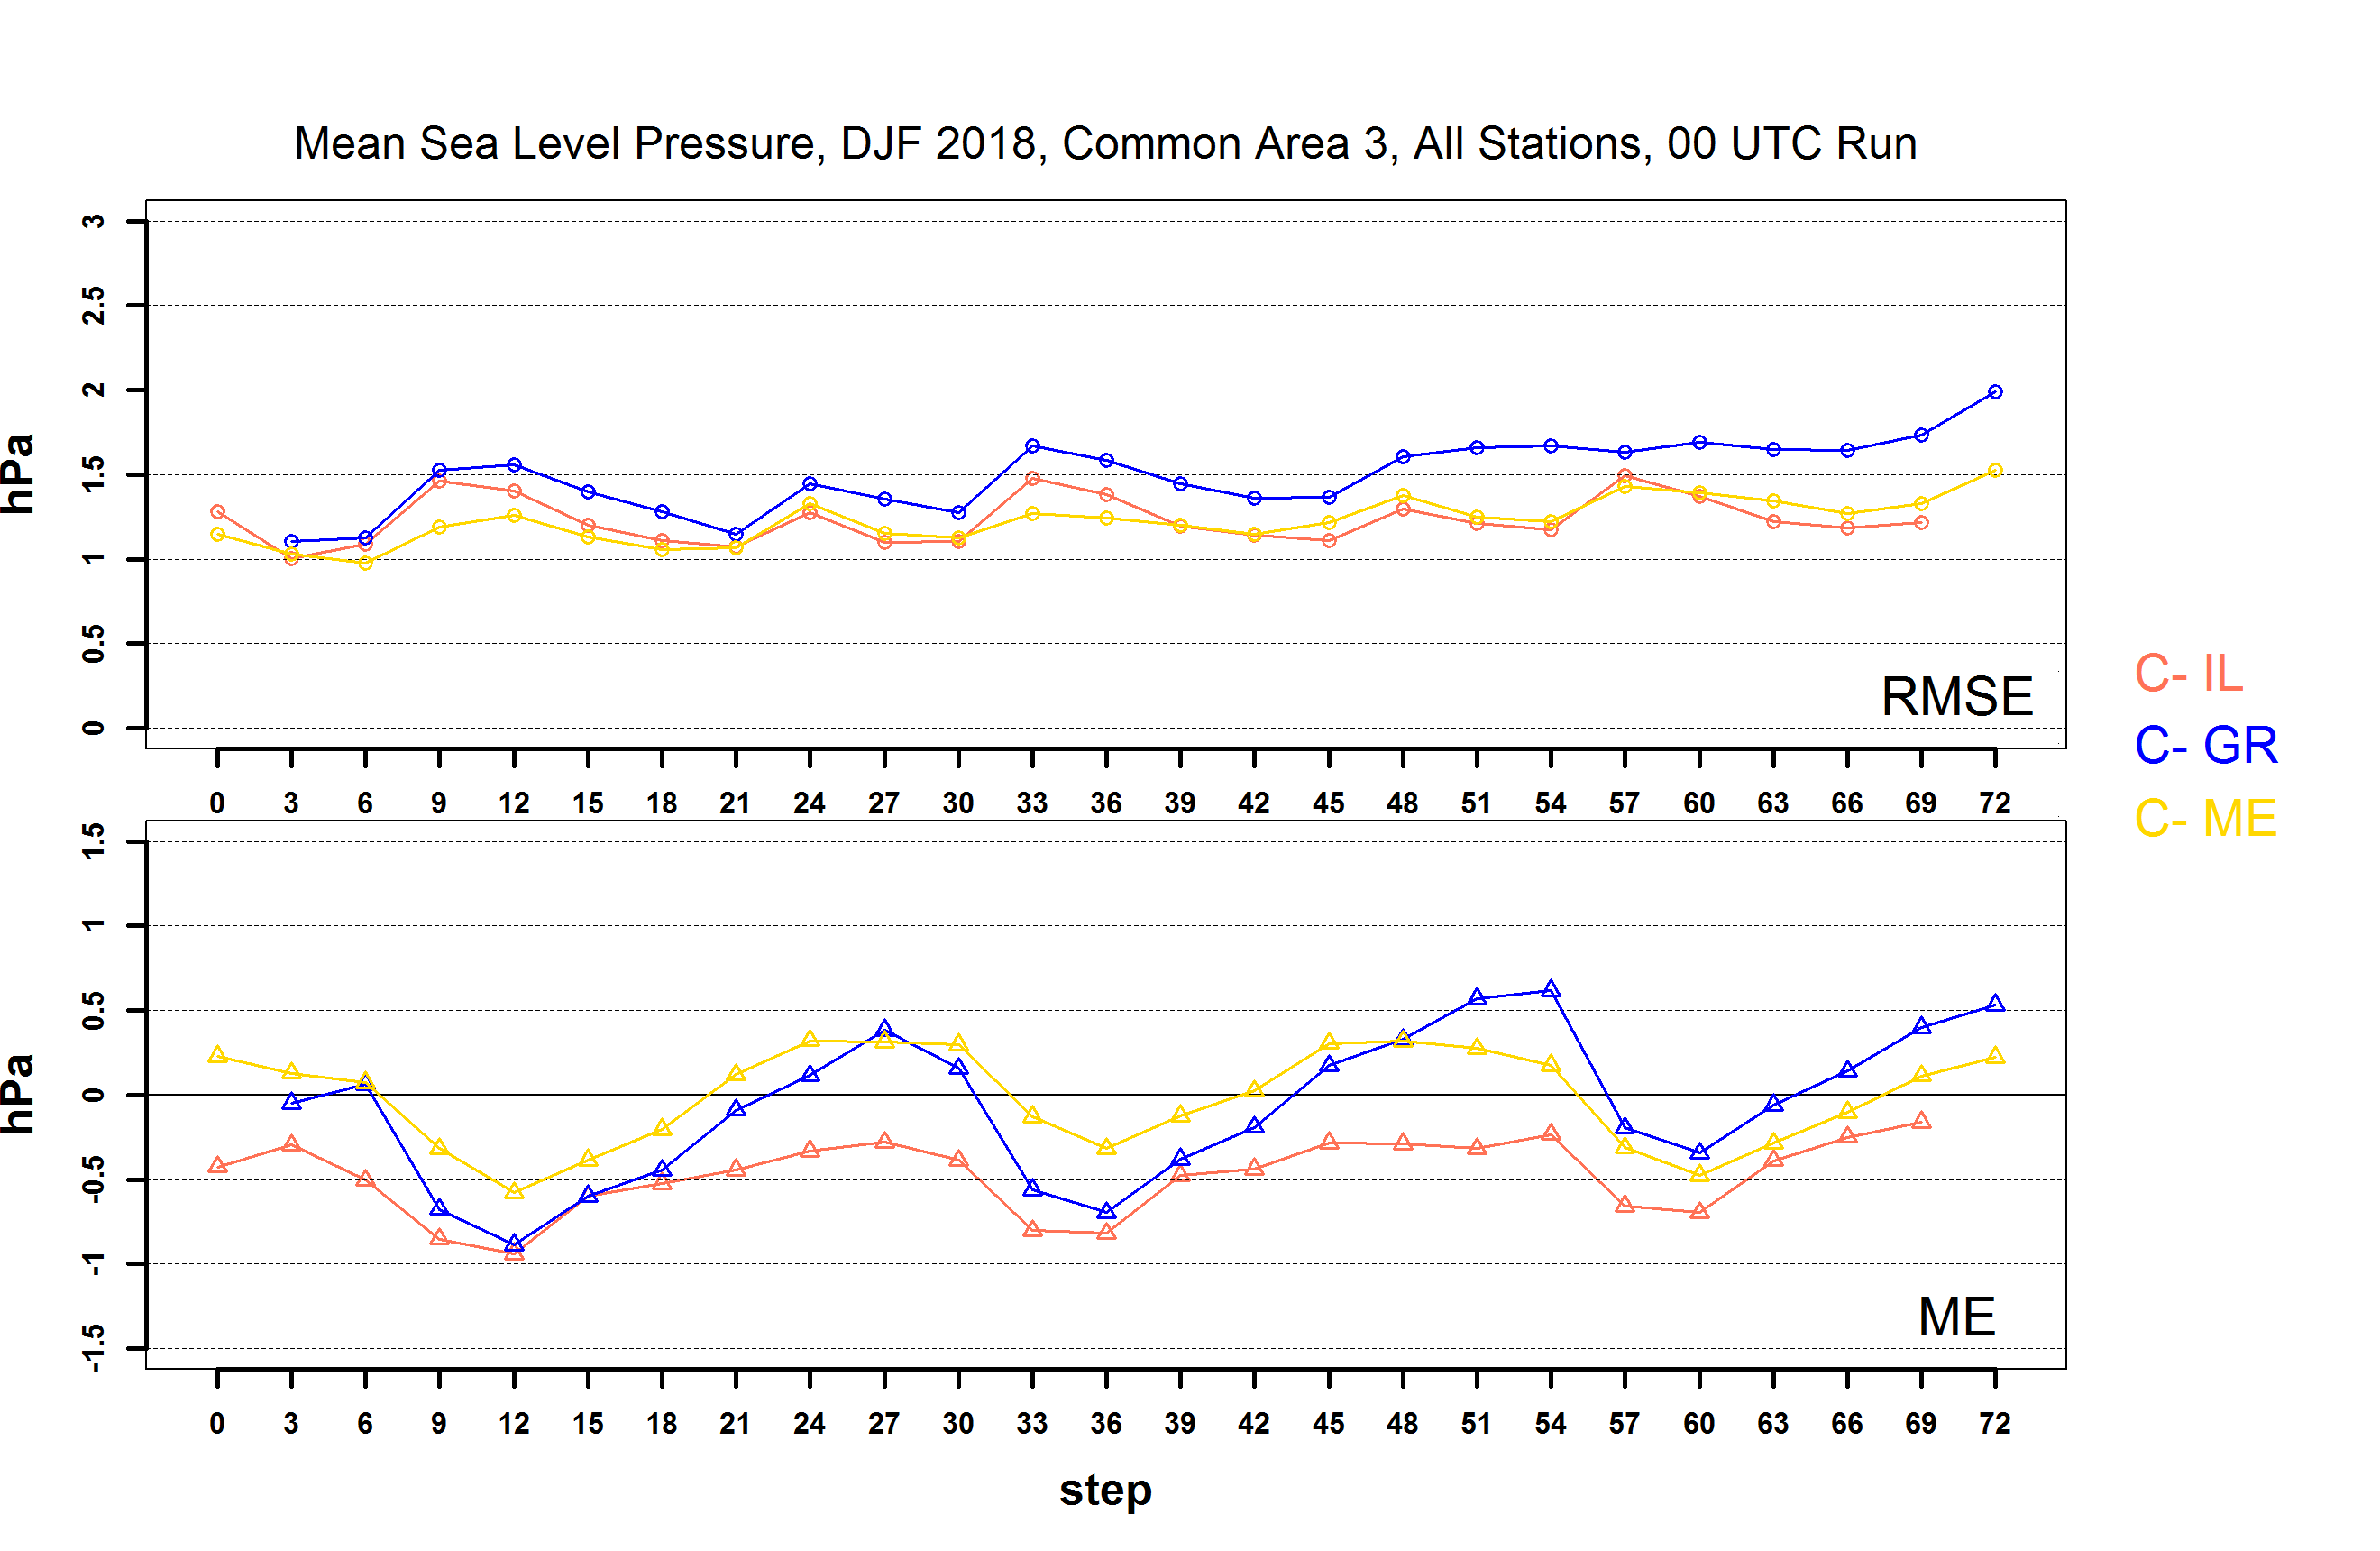 Mean Sea Level Pressure, DJF 2018, Common Area 3, All Stations, 00 UTC Run
hPa
3
2.5
2
1.5
1
0.5
0
RMSE
0 3 6 9 12 15 18 21 24 27 30 33 36 39 42 45 48 51 54 57 60 63 66 69 72
C- IL
C- GR
C- ME
hPa
1.5
1
0.5
0
-0.5
-1
-1.5
ME
0 3 6 9 12 15 18 21 24 27 30 33 36 39 42 45 48 51 54 57 60 63 66 69 72
step